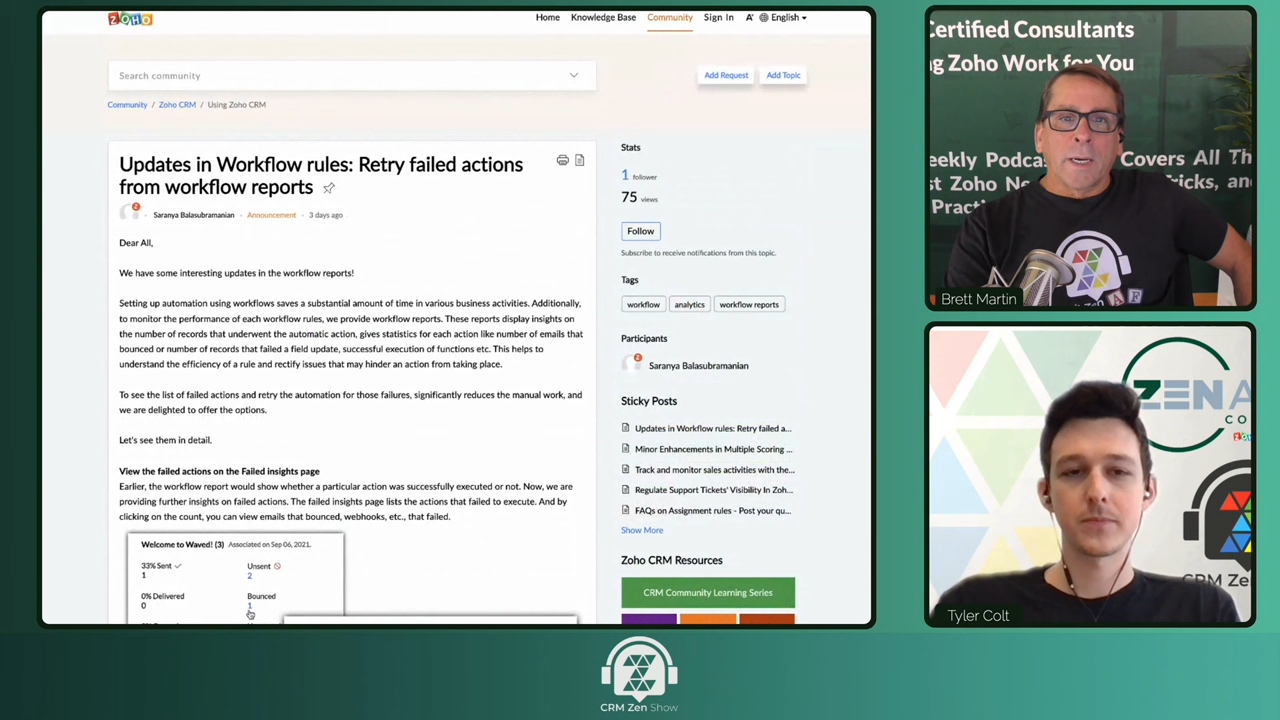 ZOHO
Home Knowledge Base Community Sign In English
Search community
Add Request Add Topic
Community / Zoho CRM / Using Zoho CRM
Updates in Workflow rules: Retry failed actions
from workflow reports
Saranya Balasubramanian · Announcement · 3 days ago
Dear All,
We have some interesting updates in the workflow reports!
Setting up automation using workflows saves a substantial amount of time in various business activities. Additionally,
to monitor the performance of each workflow rules, we provide workflow reports. These reports display insights on
the number of records that underwent the automatic action, gives statistics for each action like number of emails that
bounced or number of records that failed a field update, successful execution of functions etc. This helps to
understand the efficiency of a rule and rectify issues that may hinder an action from taking place.
To see the list of failed actions and retry the automation for those failures, significantly reduces the manual work, and
we are delighted to offer the options.
Let's see them in detail.
View the failed actions on the Failed insights page
Earlier, the workflow report would show whether a particular action was successfully executed or not. Now, we are
providing further insights on failed actions. The failed insights page lists the actions that failed to execute. And by
clicking on the count, you can view emails that bounced, webhooks, etc., that failed.
Welcome to Waved! (3) Associated on Sep 06, 2021.
33% Sent Unsent
1 2
0% Delivered Bounced
0 1
Stats
1 follower
75 views
Follow
Subscribe to receive notifications from this topic.
Tags
workflow analytics workflow reports
Participants
Saranya Balasubramanian
Sticky Posts
Updates in Workflow rules: Retry failed a...
Minor Enhancements in Multiple Scoring ...
Track and monitor sales activities with the...
Regulate Support Tickets' Visibility In Zoh...
FAQs on Assignment rules - Post your qu...
Show More
Zoho CRM Resources
CRM Community Learning Series
Certified Consultants
ng Zoho Work for You
eekly Podca Covers All Th
st Zoho Ne Tricks, and
Practi
Brett Martin
ZEN
CO
CRM Zen
Tyler Colt
CRM Zen Show